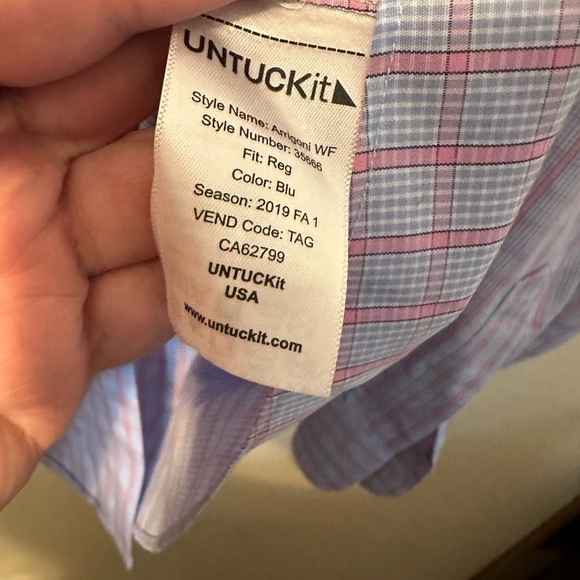 UNTUCKit
Style Name: Arrigoni WF
Style Number: 35666
Fit: Reg
Color: Blu
Season: 2019 FA 1
VEND Code: TAG
CA62799
UNTUCKit
USA
www.untuckit.com